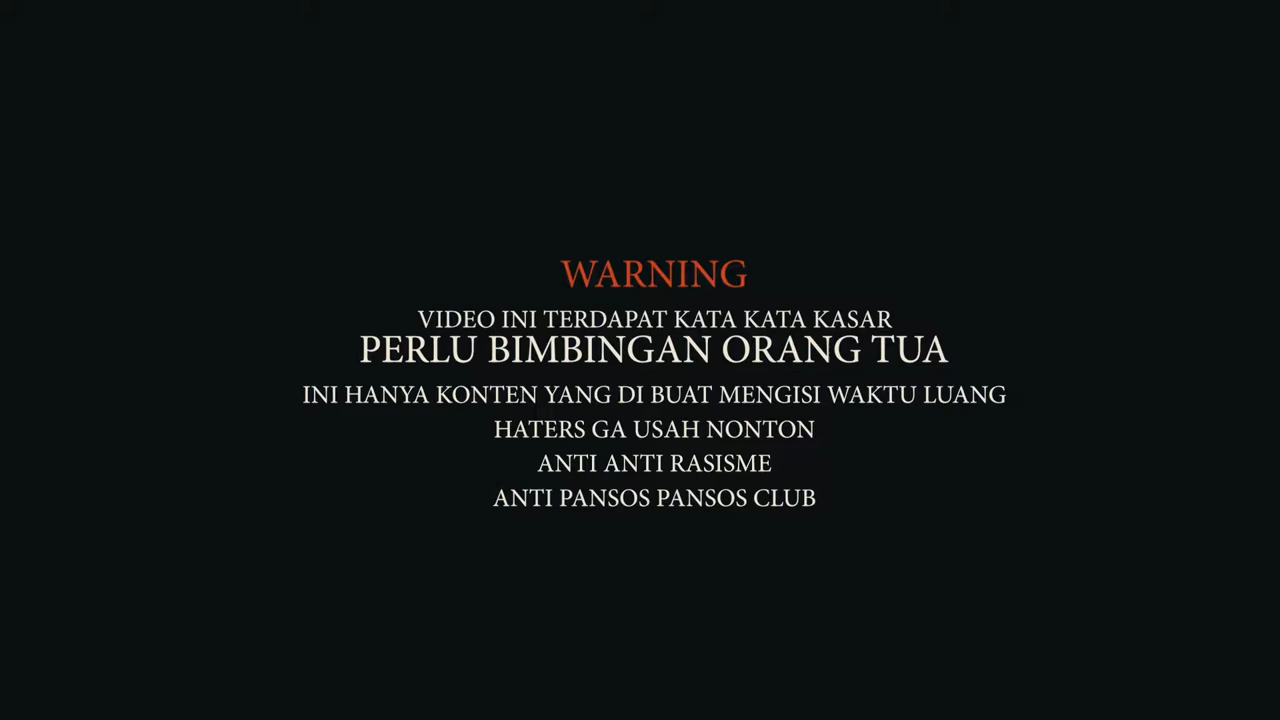 WARNING
VIDEO INI TERDAPAT KATA KATA KASAR
PERLU BIMBINGAN ORANG TUA
INI HANYA KONTEN YANG DI BUAT MENGISI WAKTU LUANG
HATERS GA USAH NONTON
ANTI ANTI RASISME
ANTI PANSOS PANSOS CLUB